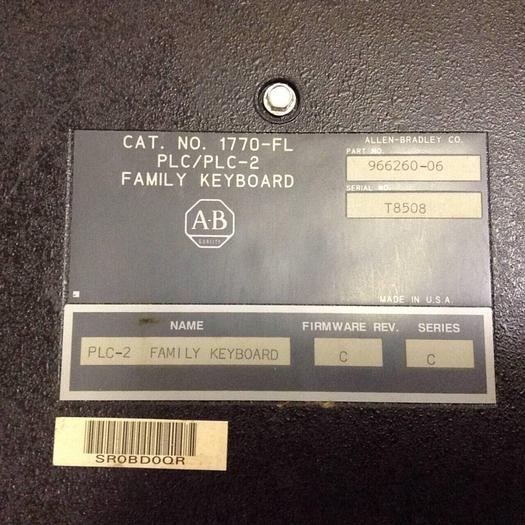 CAT. NO. 1770-FL
PLC/PLC-2
FAMILY KEYBOARD
A-B
QUALITY
ALLEN-BRADLEY CO.
PART NO.
966260-06
SERIAL NO.
T8508
MADE IN U.S.A.
NAME
FIRMWARE REV.
SERIES
PLC-2 FAMILY KEYBOARD
C
C
SR0BD0QR